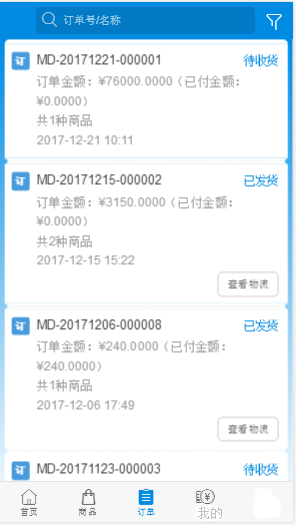 订单号/名称
订 MD-20171221-000001 待收货
订单金额：¥76000.0000（已付金额：
¥0.0000）
共1种商品
2017-12-21 10:11
订 MD-20171215-000002 已发货
订单金额：¥3150.0000（已付金额：
¥0.0000）
共2种商品
2017-12-15 15:22
查看物流
订 MD-20171206-000008 已发货
订单金额：¥240.0000（已付金额：
¥240.0000）
共1种商品
2017-12-06 17:49
查看物流
订 MD-20171123-000003 待收货
首页 商品 订单 我的